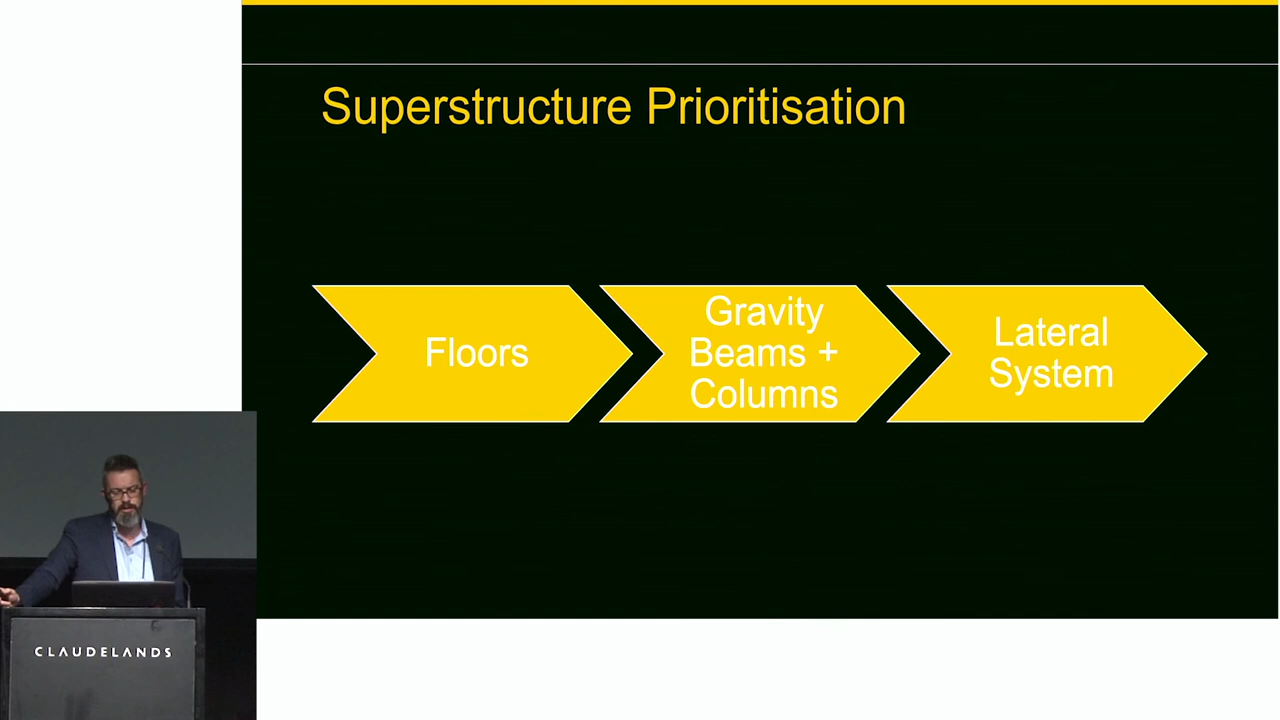 Superstructure Prioritisation
Floors
Gravity
Beams +
Columns
Lateral
System
CLAUDELANDS